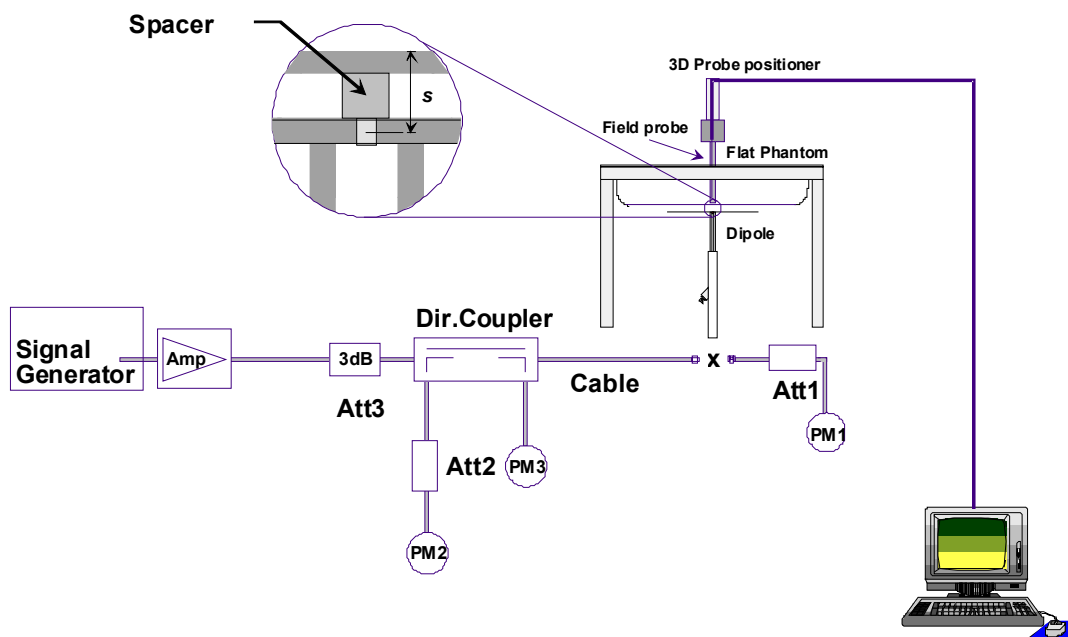 Spacer
s
3D Probe positioner
Field probe
Flat Phantom
Dipole
Signal
Generator
Amp
3dB
Att3
Dir.Coupler
Cable
x
Att1
PM1
Att2
PM3
PM2